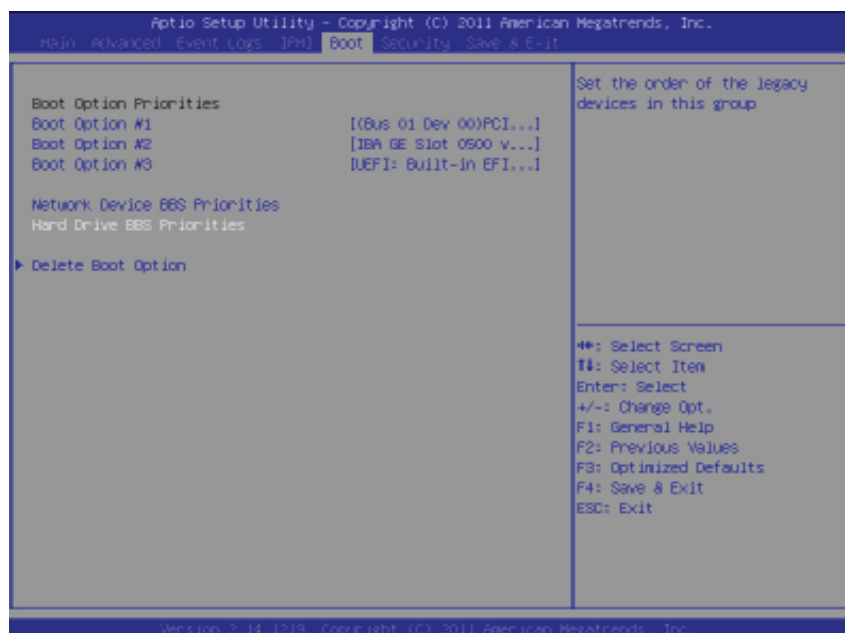 Aptio Setup Utility - Copyright (C) 2011 American Megatrends, Inc.
Main Advanced Event Logs IPMI Boot Security Save & Exit
Boot Option Priorities
Boot Option #1 [(Bus 01 Dev 00)PCI...]
Boot Option #2 [IBA GE Slot 0500 v...]
Boot Option #3 [UEFI: Built-in EFI...]
Network Device BBS Priorities
Hard Drive BBS Priorities
Delete Boot Option
Set the order of the legacy
devices in this group
: Select Screen
↑↓: Select Item
Enter: Select
+/-: Change Opt.
F1: General Help
F2: Previous Values
F3: Optimized Defaults
F4: Save & Exit
ESC: Exit
Version 2.14.1219. Copyright (C) 2011 American Megatrends, Inc.